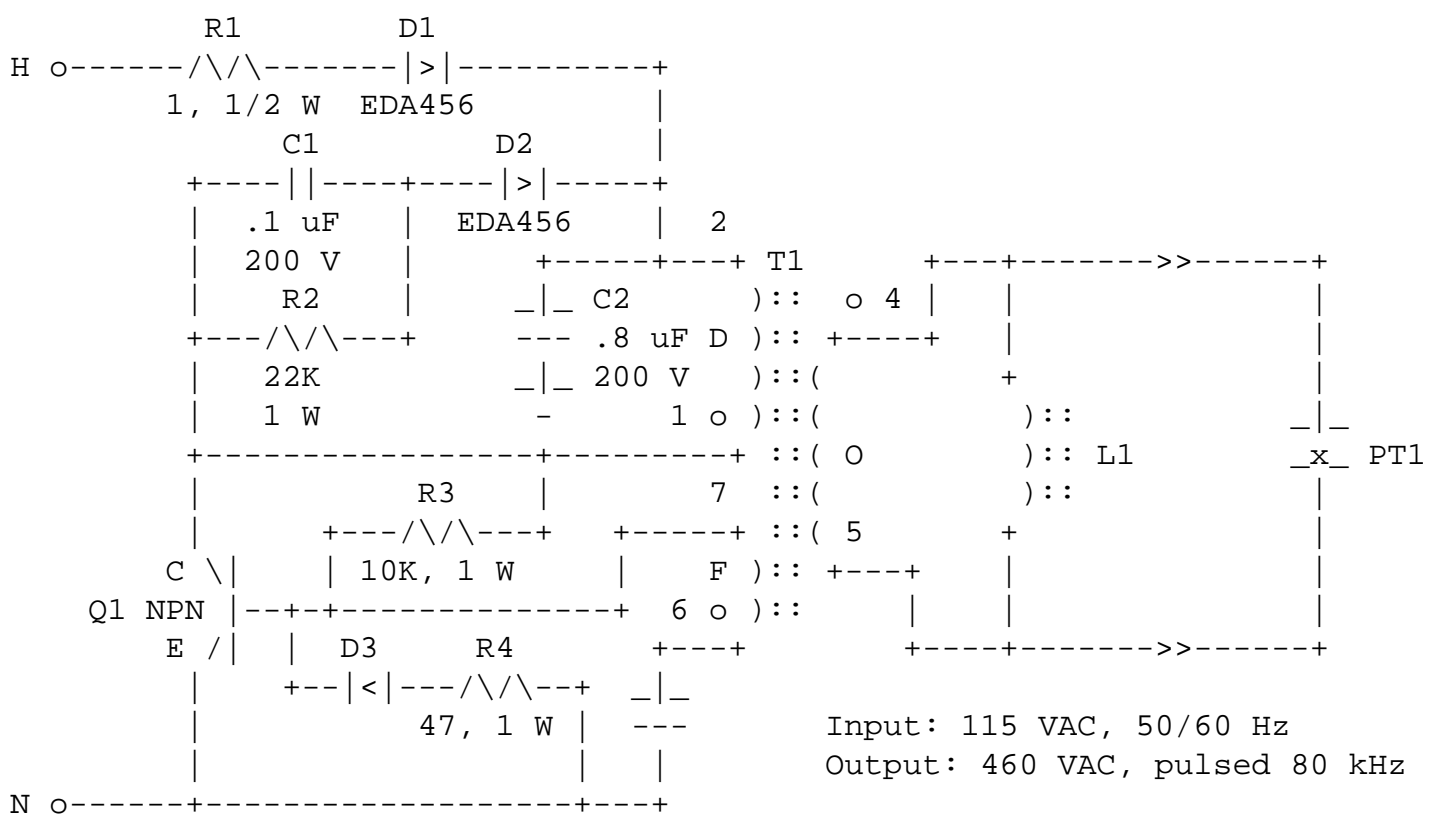 R1 D1
H o------/\/\-------|>|----------+
1, 1/2 W EDA456 |
C1 D2 |
+----||----+----|>|-----+
| .1 uF | EDA456 | 2
| 200 V | +-----+---+ T1 +---+------->>------+
| R2 | _|_ C2 ):: o 4 | | |
+---/\/\---+ --- .8 uF D ):: +----+ | |
| 22K _|_ 200 V )::( + |
| 1 W - 1 o )::( ):: _|_
+-----------------+---------+ ::( O ):: L1 _x_ PT1
| R3 | 7 ::( ):: |
| +---/\/\---+ +-----+ ::( 5 + |
C \| | 10K, 1 W | F ):: +---+ | |
Q1 NPN |--+-+--------------+ 6 o ):: | | |
E /| | D3 R4 +---+ +----+------->>------+
| +--|<|---/\/\--+ _|_
| 47, 1 W | --- Input: 115 VAC, 50/60 Hz
| | | Output: 460 VAC, pulsed 80 kHz
N o------+-------------------+---+